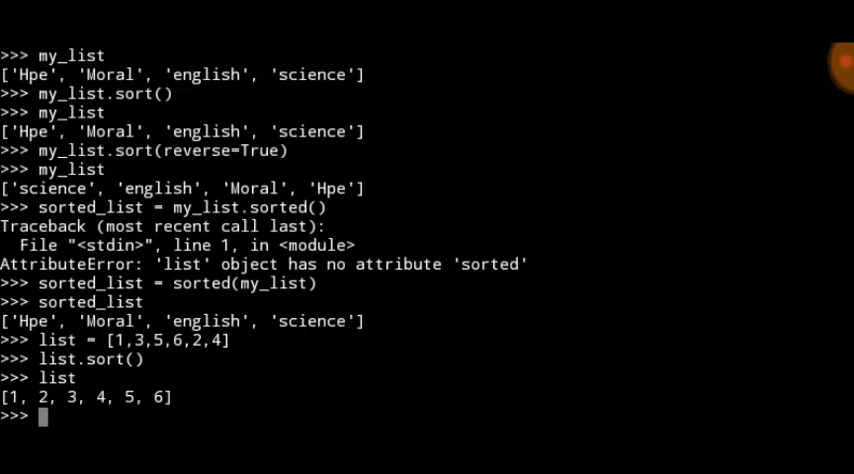 >>> my_list
['Hpe', 'Moral', 'english', 'science']
>>> my_list.sort()
>>> my_list
['Hpe', 'Moral', 'english', 'science']
>>> my_list.sort(reverse=True)
>>> my_list
['science', 'english', 'Moral', 'Hpe']
>>> sorted_list = my_list.sorted()
Traceback (most recent call last):
  File "<stdin>", line 1, in <module>
AttributeError: 'list' object has no attribute 'sorted'
>>> sorted_list = sorted(my_list)
>>> sorted_list
['Hpe', 'Moral', 'english', 'science']
>>> list = [1,3,5,6,2,4]
>>> list.sort()
>>> list
[1, 2, 3, 4, 5, 6]
>>>